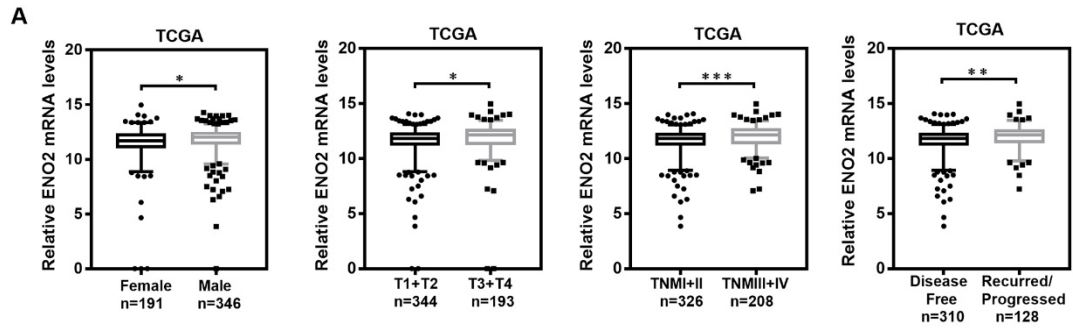 A
TCGA
Relative ENO2 mRNA levels
20
15
10
5
0
*
Female
n=191
Male
n=346
TCGA
Relative ENO2 mRNA levels
20
15
10
5
0
*
T1+T2
n=344
T3+T4
n=193
TCGA
Relative ENO2 mRNA levels
20
15
10
5
0
***
TNMI+II
n=326
TNMIII+IV
n=208
TCGA
Relative ENO2 mRNA levels
20
15
10
5
0
**
Disease
Free
n=310
Recurred/
Progressed
n=128